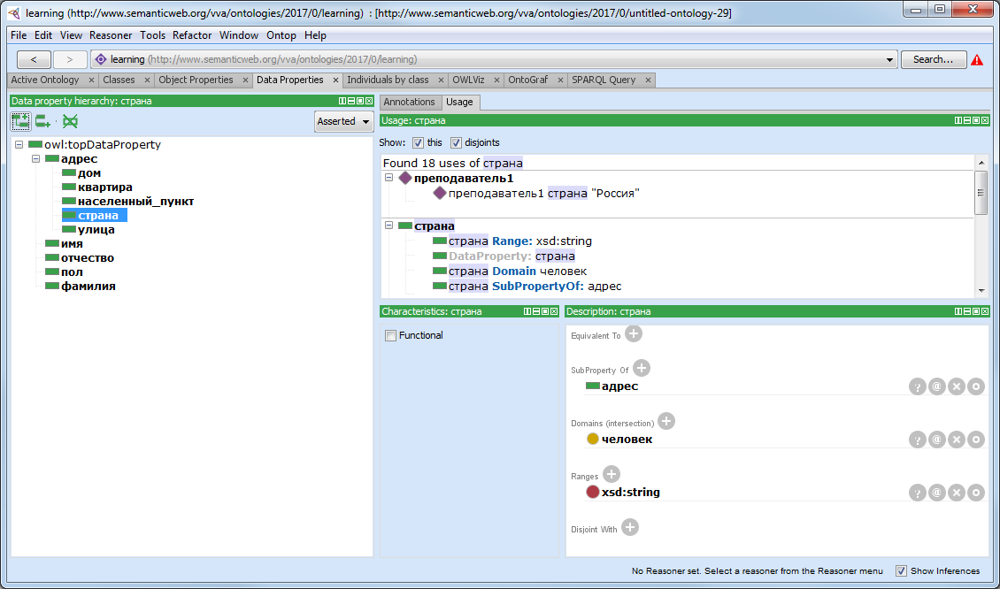 learning (http://www.semanticweb.org/vva/ontologies/2017/0/learning) : [http://www.semanticweb.org/vva/ontologies/2017/0/untitled-ontology-29]
File Edit View Reasoner Tools Refactor Window Ontop Help
< > learning (http://www.semanticweb.org/vva/ontologies/2017/0/learning) Search...
Active Ontology × Classes × Object Properties × Data Properties × Individuals by class × OWLViz × OntoGraf × SPARQL Query ×
Data property hierarchy: страна
Asserted
owl:topDataProperty
адрес
дом
квартира
населенный_пункт
страна
улица
имя
отчество
пол
фамилия
Annotations Usage
Usage: страна
Show: this disjoints
Found 18 uses of страна
преподаватель1
преподаватель1 страна "Россия"
страна
страна Range: xsd:string
DataProperty: страна
страна Domain человек
страна SubPropertyOf: адрес
Characteristics: страна
Functional
Description: страна
Equivalent To
SubProperty Of
адрес
? @ × o
Domains (intersection)
человек
? @ × o
Ranges
xsd:string
? @ × o
Disjoint With
No Reasoner set. Select a reasoner from the Reasoner menu Show Inferences